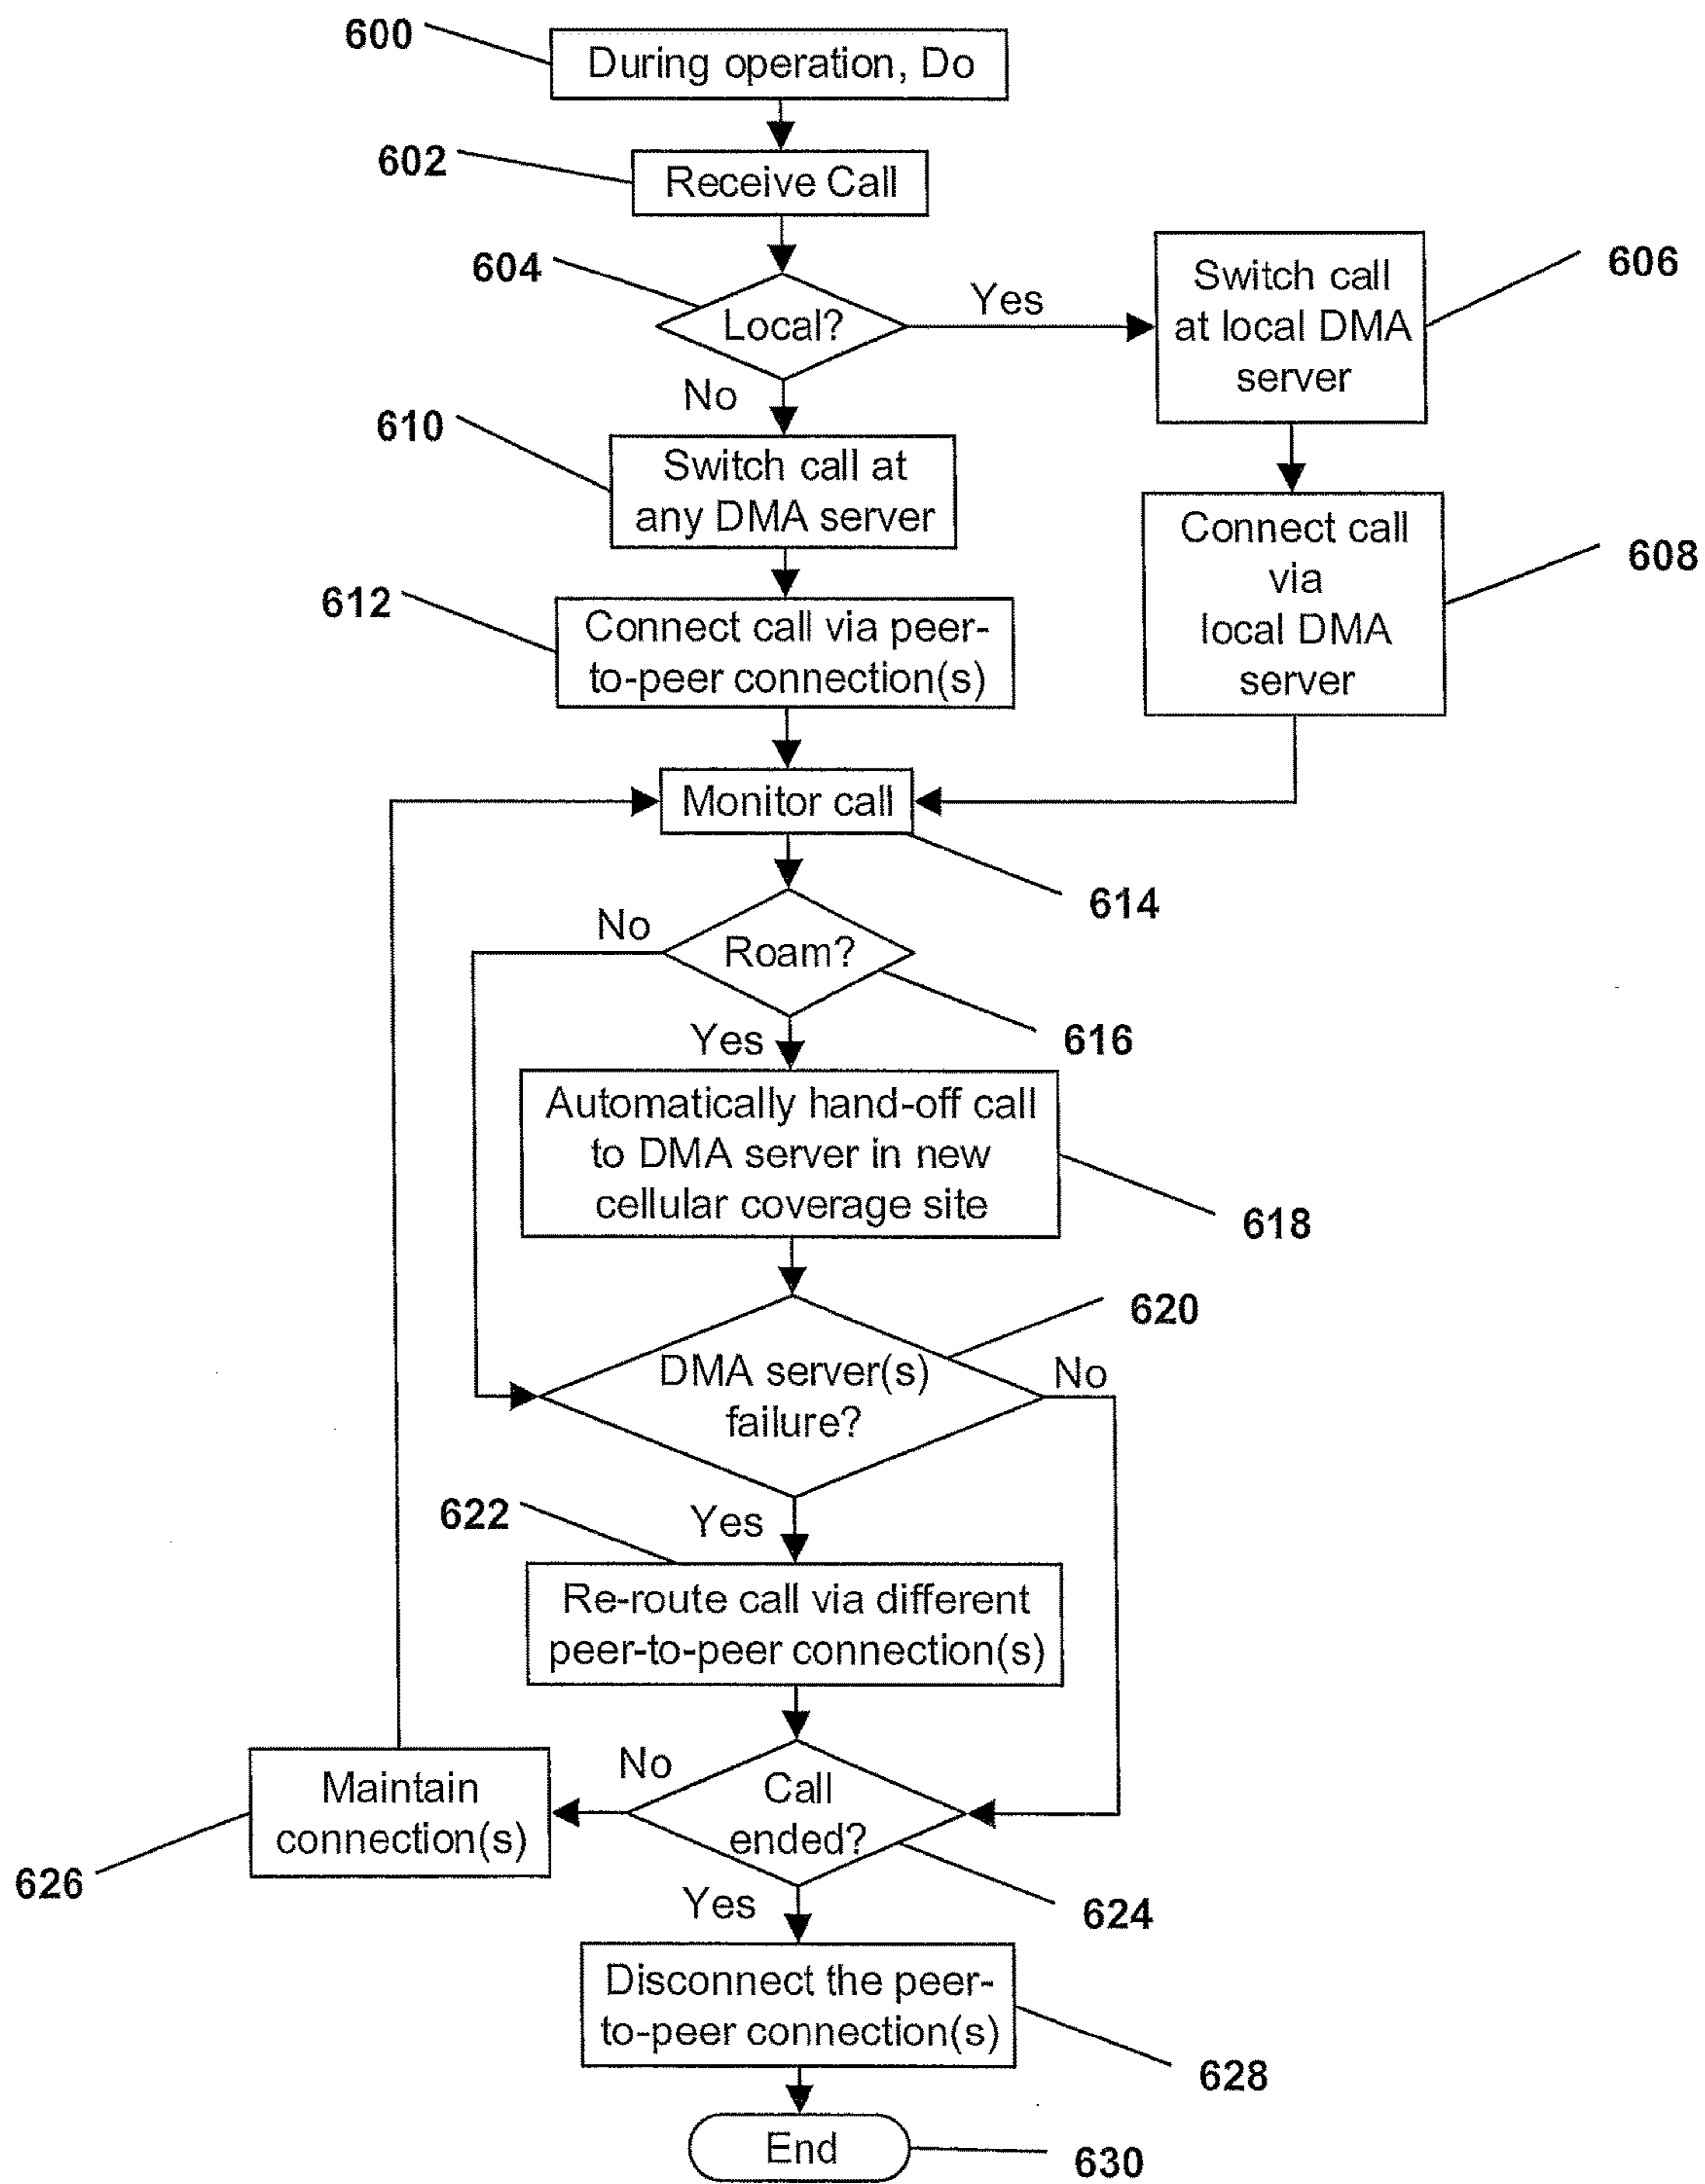 600
During operation, Do
602
Receive Call
604
Local?
Yes
606
Switch call
at local DMA
server
No
610
Switch call at
any DMA server
608
Connect call
via
local DMA
server
612
Connect call via peer-
to-peer connection(s)
Monitor call
614
No
Roam?
616
Yes
Automatically hand-off call
to DMA server in new
cellular coverage site
618
620
DMA server(s)
failure?
No
622
Yes
Re-route call via different
peer-to-peer connection(s)
No
Call
ended?
Maintain
connection(s)
626
624
Yes
Disconnect the peer-
to-peer connection(s)
628
End
630